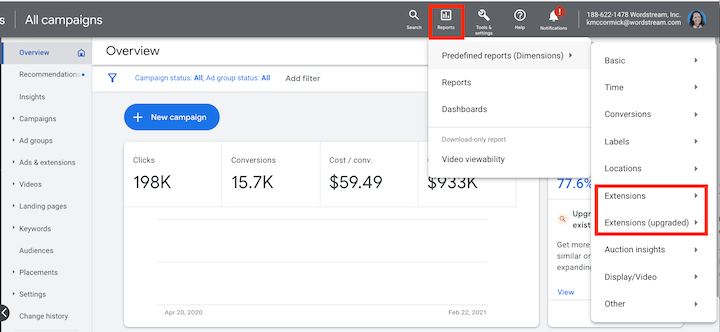 s
All campaigns
Search
Reports
Tools &
settings
Help
Notifications
188-622-1478 Wordstream, Inc.
kmccormick@wordstream.com
Overview
Recommendation
Insights
Campaigns
Ad groups
Ads & extensions
Videos
Landing pages
Keywords
Audiences
Placements
Settings
Change history
Overview
Campaign status: All; Ad group status: All
Add filter
New campaign
Clicks
198K
Conversions
15.7K
Cost / conv.
$59.49
$933K
Apr 20, 2020
Feb 22, 2021
77.6%
Upgr
exist
Get more
similar or
expanding
View
Predefined reports (Dimensions)
Reports
Dashboards
Download-only report
Video viewability
Basic
Time
Conversions
Labels
Locations
Extensions
Extensions (upgraded)
Auction insights
Display/Video
Other